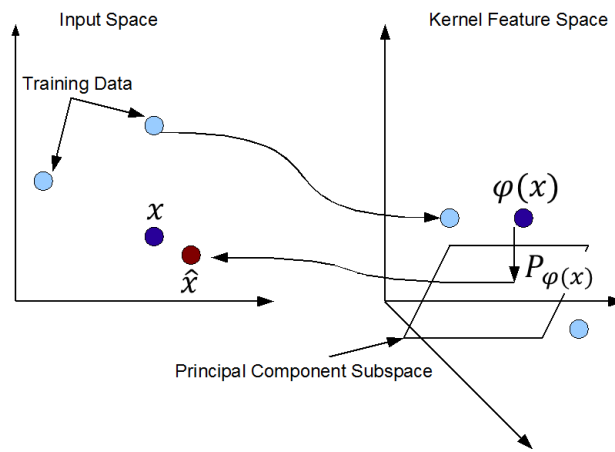 Input Space
Kernel Feature Space
Training Data
φ(x)
x
x̂
P_φ(x)
Principal Component Subspace